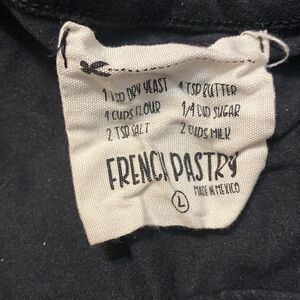 1 TSP DRY YEAST 4 TSP BUTTER
4 CUPS FLOUR 1/4 CUP SUGAR
2 TSP SALT 2 CUPS MILK
FRENCH PASTRY
MADE IN MEXICO
L